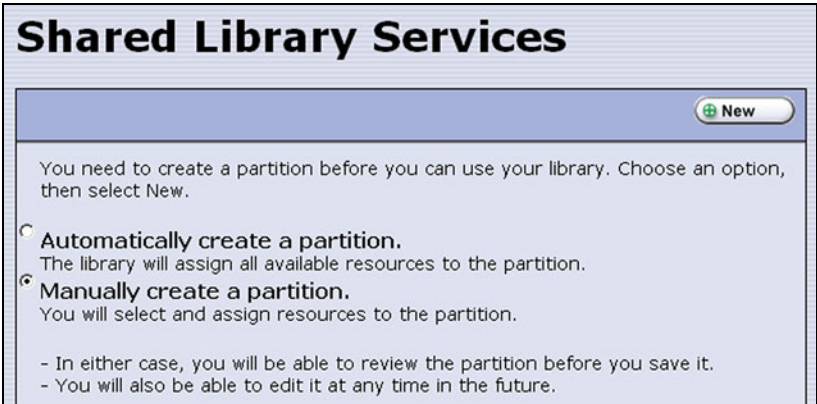 Shared Library Services
New
You need to create a partition before you can use your library. Choose an option,
then select New.
Automatically create a partition.
The library will assign all available resources to the partition.
Manually create a partition.
You will select and assign resources to the partition.
- In either case, you will be able to review the partition before you save it.
- You will also be able to edit it at any time in the future.